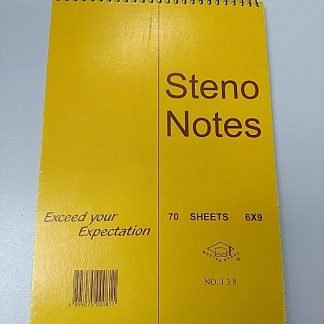 Steno
Notes
Exceed your
Expectation
70 SHEETS 6X9
NO. 138